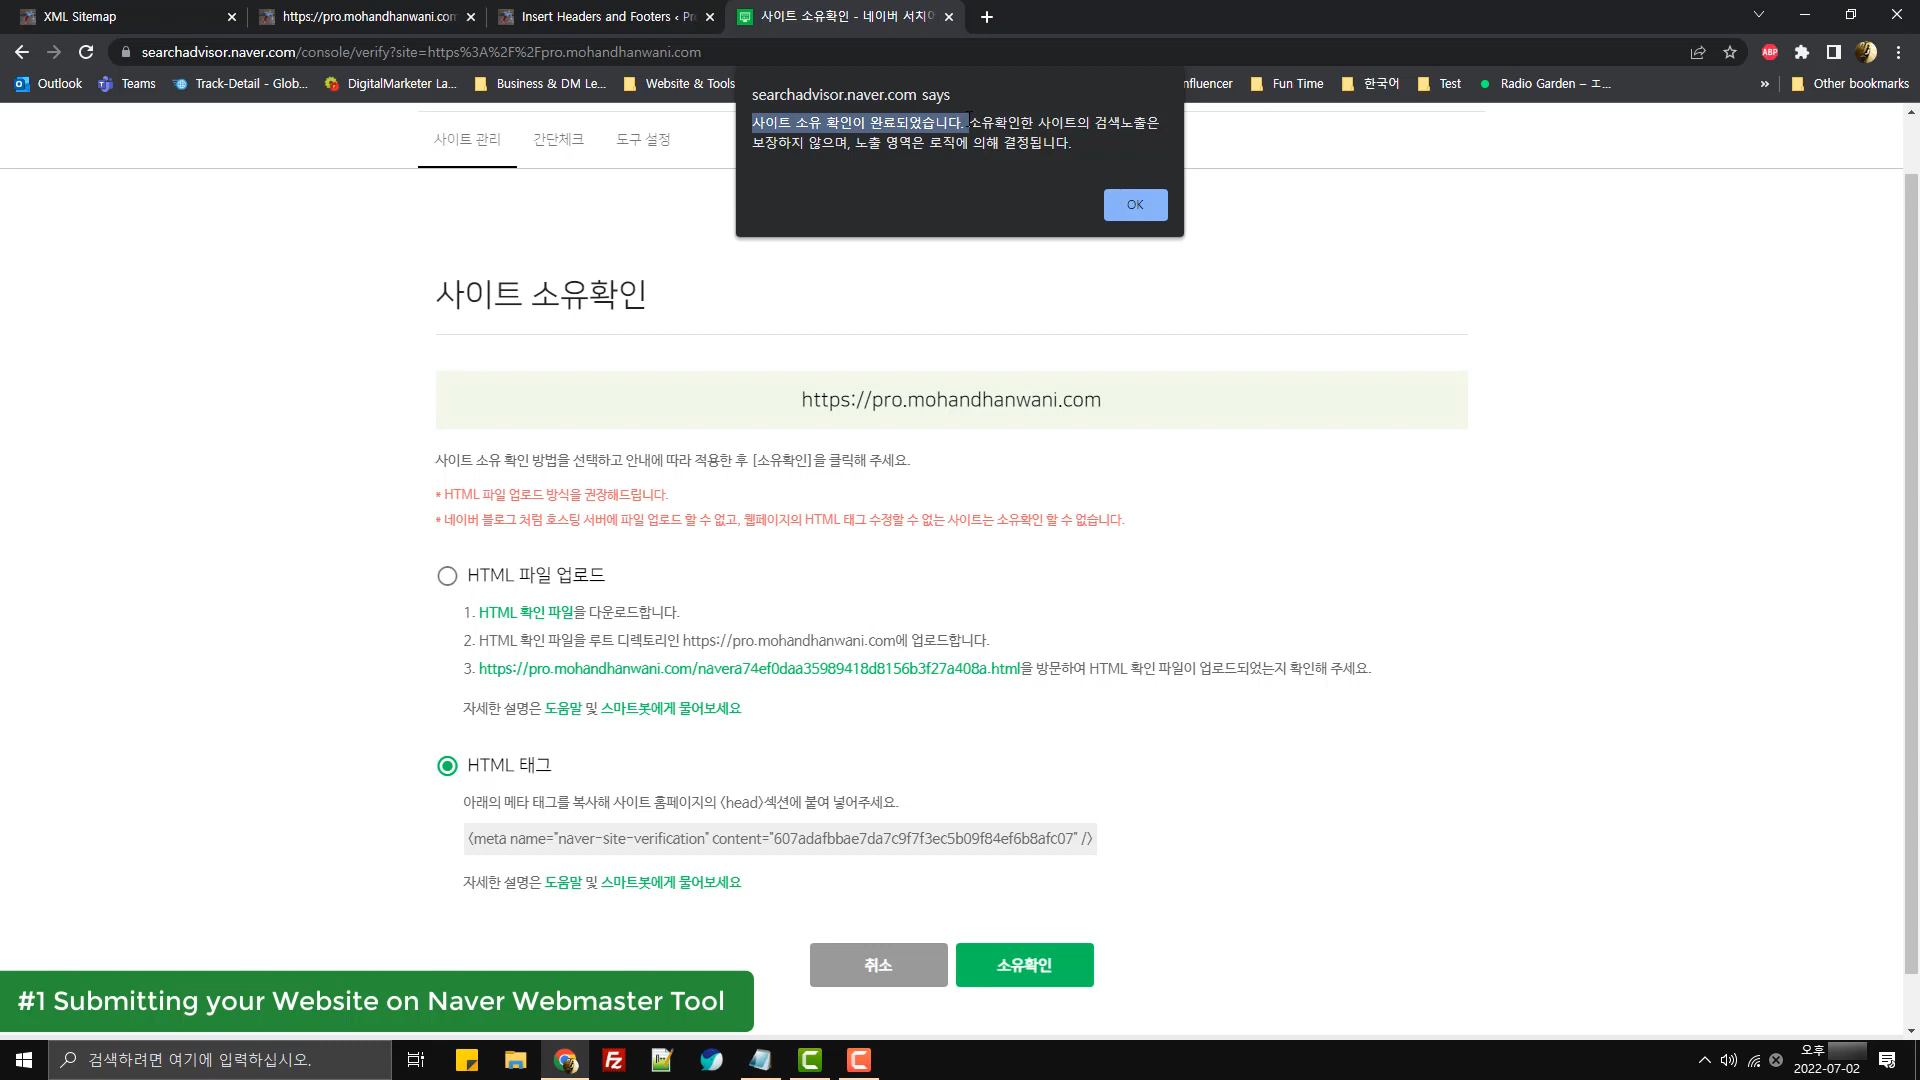 XML Sitemap
https://pro.mohandhanwani.com
Insert Headers and Footers ‹ Pr
사이트 소유확인 - 네이버 서치어
searchadvisor.naver.com/console/verify?site=https%3A%2F%2Fpro.mohandhanwani.com
Outlook
Teams
Track-Detail - Glob...
DigitalMarketer La...
Business & DM Le...
Website & Tools
nfluencer
Fun Time
한국어
Test
Radio Garden – エ...
»
Other bookmarks
searchadvisor.naver.com says
사이트 소유 확인이 완료되었습니다. 소유확인한 사이트의 검색노출은
보장하지 않으며, 노출 영역은 로직에 의해 결정됩니다.
OK
사이트 관리
간단체크
도구 설정
사이트 소유확인
https://pro.mohandhanwani.com
사이트 소유 확인 방법을 선택하고 안내에 따라 적용한 후 [소유확인]을 클릭해 주세요.
* HTML 파일 업로드 방식을 권장해드립니다.
* 네이버 블로그 처럼 호스팅 서버에 파일 업로드 할 수 없고, 웹페이지의 HTML 태그 수정할 수 없는 사이트는 소유확인 할 수 없습니다.
HTML 파일 업로드
1. HTML 확인 파일을 다운로드합니다.
2. HTML 확인 파일을 루트 디렉토리인 https://pro.mohandhanwani.com에 업로드합니다.
3. https://pro.mohandhanwani.com/navera74ef0daa35989418d8156b3f27a408a.html을 방문하여 HTML 확인 파일이 업로드되었는지 확인해 주세요.
자세한 설명은 도움말 및 스마트봇에게 물어보세요
HTML 태그
아래의 메타 태그를 복사해 사이트 홈페이지의 <head>섹션에 붙여 넣어주세요.
<meta name="naver-site-verification" content="607adafbbae7da7c9f7f3ec5b09f84ef6b8afc07" />
자세한 설명은 도움말 및 스마트봇에게 물어보세요
취소
소유확인
#1 Submitting your Website on Naver Webmaster Tool
검색하려면 여기에 입력하십시오.
오후
2022-07-02
ABP